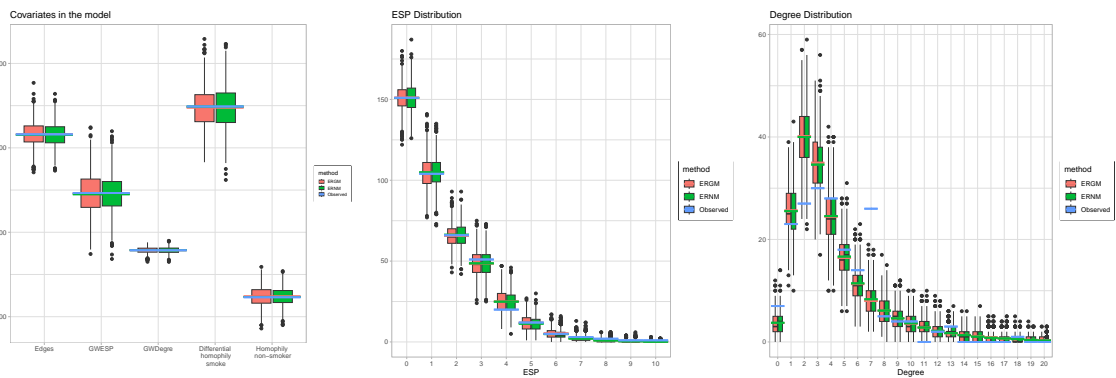 Covariates in the model
Edges
GWESP
GWDegre
Differential
homophily
smoke
Homophily
non−smoker
method
ERGM
ERNM
Observed
ESP Distribution
150
100
50
0
0 1 2 3 4 5 6 7 8 9 10
ESP
method
ERGM
ERNM
Observed
Degree Distribution
60
40
20
0
0 1 2 3 4 5 6 7 8 9 10 11 12 13 14 15 16 17 18 19 20
Degree
method
ERGM
ERNM
Observed